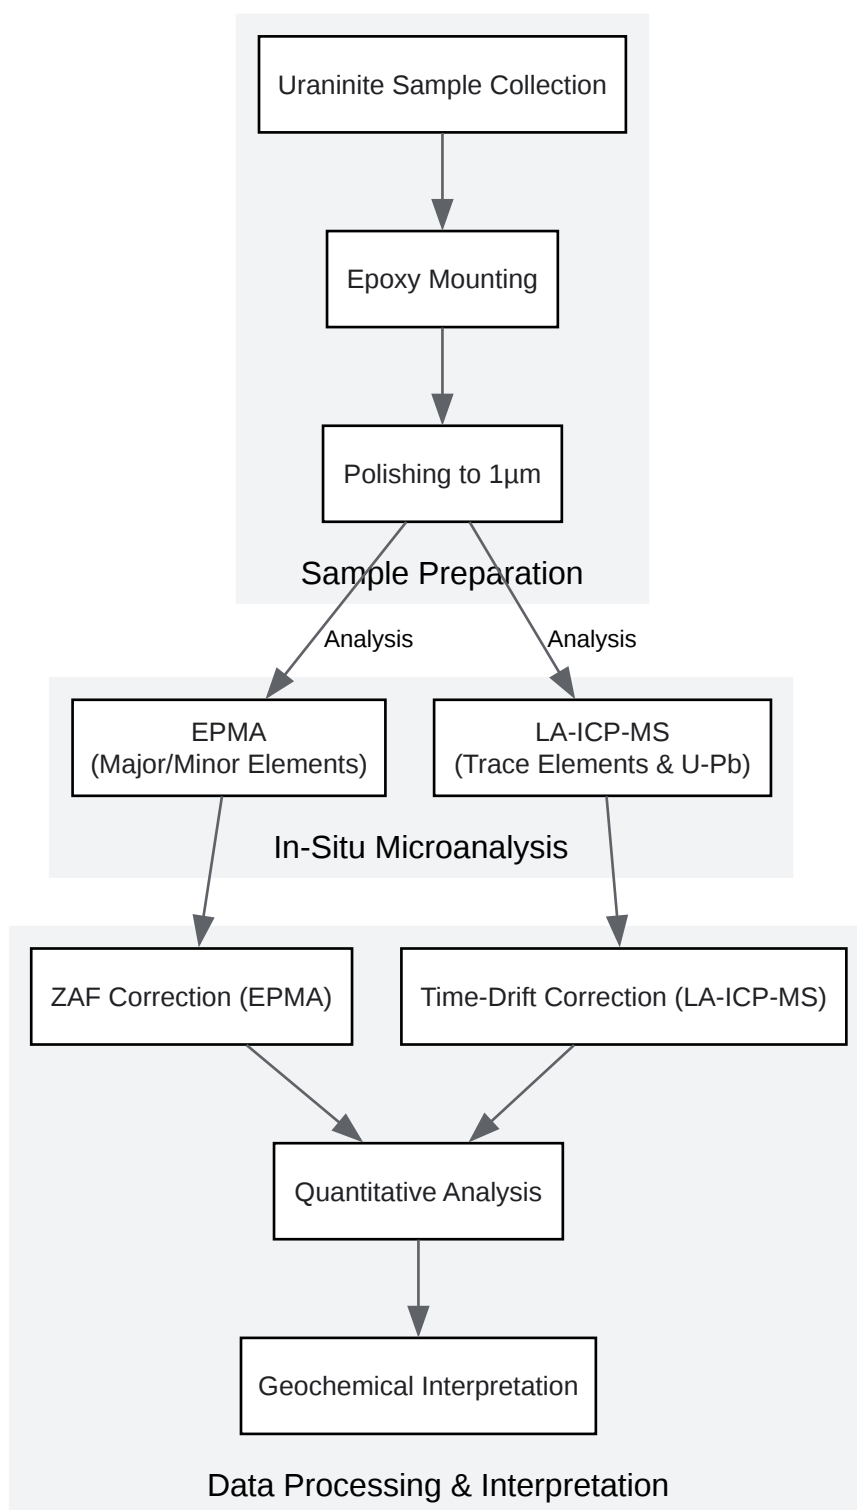 Uraninite Sample Collection
Epoxy Mounting
Polishing to 1µm
Sample Preparation
Analysis
Analysis
EPMA
(Major/Minor Elements)
LA-ICP-MS
(Trace Elements & U-Pb)
In-Situ Microanalysis
ZAF Correction (EPMA)
Time-Drift Correction (LA-ICP-MS)
Quantitative Analysis
Geochemical Interpretation
Data Processing & Interpretation